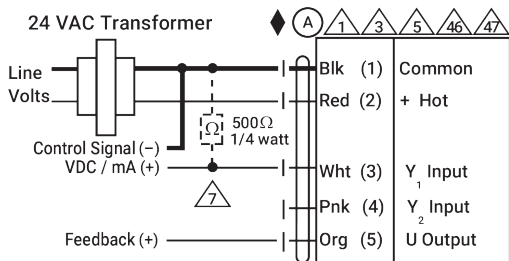 24 VAC Transformer
A 1 3 5 46 47
Line
Volts
Blk (1) Common
Red (2) + Hot
Ω 500Ω
1/4 watt
Control Signal (−)
VDC / mA (+)
Wht (3) Y1 Input
7
Pnk (4) Y2 Input
Feedback (+)
Org (5) U Output